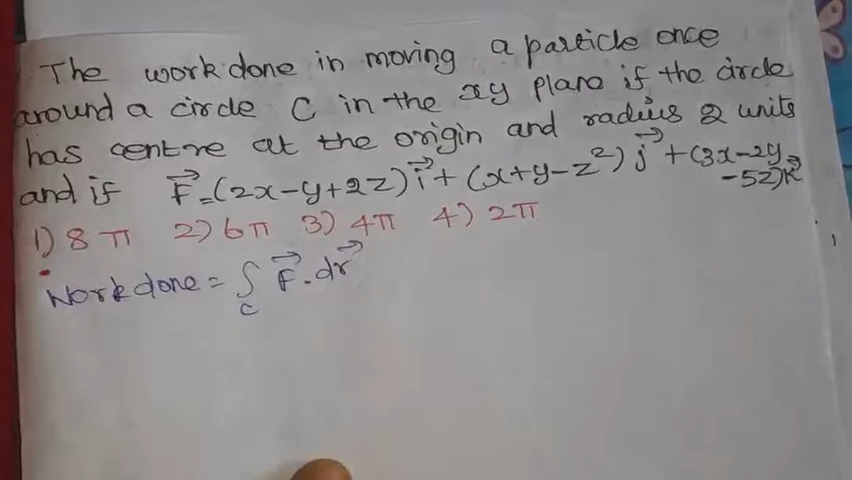 The work done in moving a particle once
around a circle C in the xy plane if the circle
has centre at the origin and radius 2 units
and if F⃗ = (2x-y+2z)i⃗ + (x+y-z²)j⃗ + (3x-2y
-5z)k⃗
1) 8π 2) 6π 3) 4π 4) 2π
Work done = ∫_C F⃗ . dr⃗